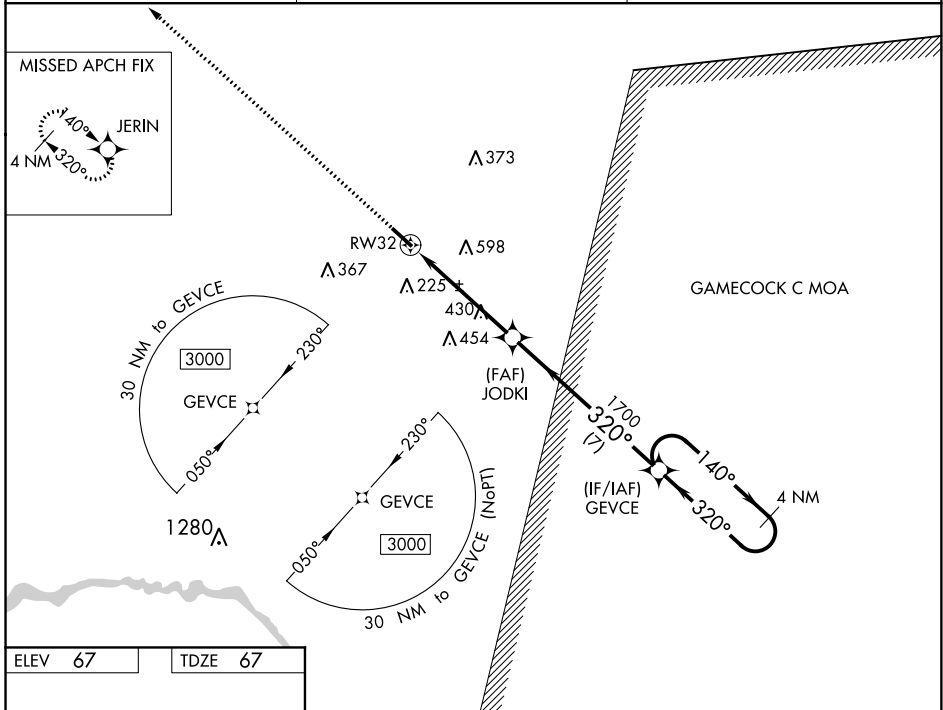 MISSED APCH FIX
140°
JERIN
4 NM
320°
373
RW32
598
367
225 ±
430
454
GAMECOCK C MOA
(FAF)
JODKI
30 NM to GEVCE
3000
230°
GEVCE
050°
1700
320°
(7)
(IF/IAF)
GEVCE
140°
320°
4 NM
230°
GEVCE
3000
050°
30 NM to GEVCE (NoPT)
1280
ELEV 67
TDZE 67